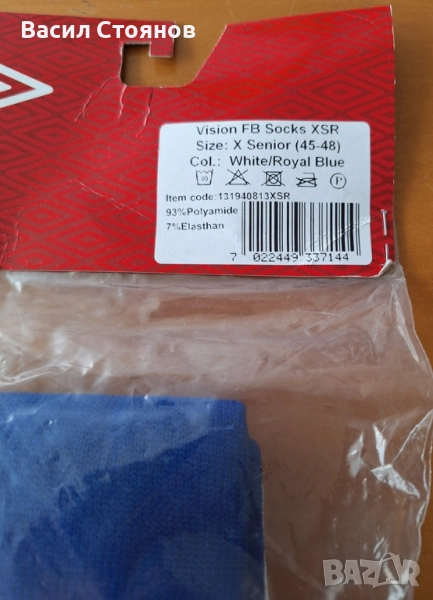 Васил Стоянов
Vision FB Socks XSR
Size: X Senior (45-48)
Col.: White/Royal Blue
P
Item code:131940813XSR
93%Polyamide
7%Elasthan
7 022449 337144
BAZAR